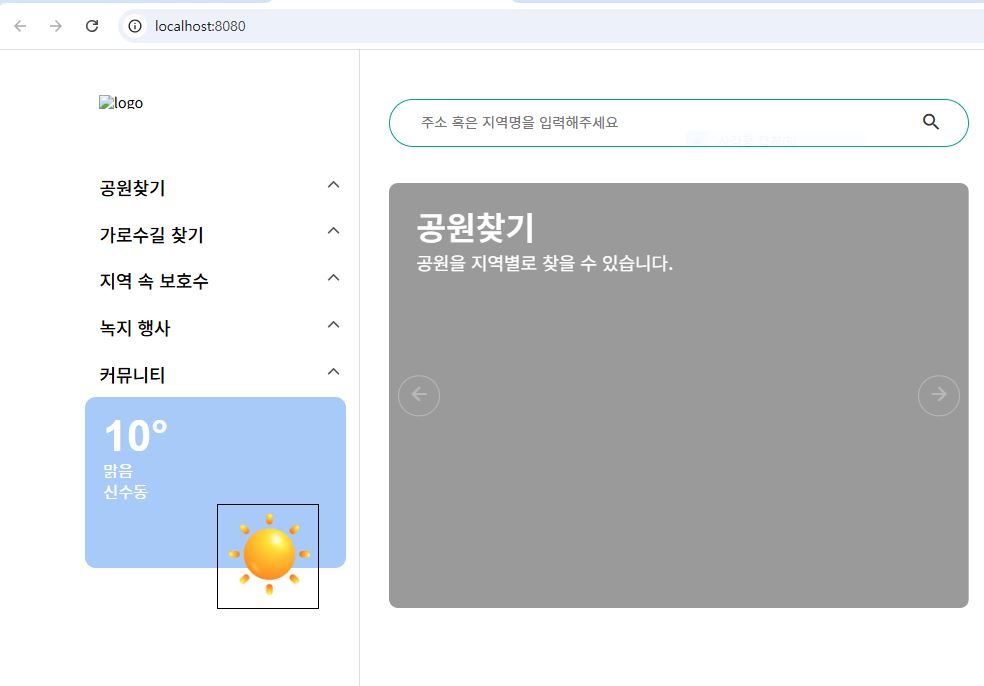 localhost:8080
logo
주소 혹은 지역명을 입력해주세요
공원찾기
가로수길 찾기
지역 속 보호수
녹지 행사
커뮤니티
10°
맑음
신수동
공원찾기
공원을 지역별로 찾을 수 있습니다.